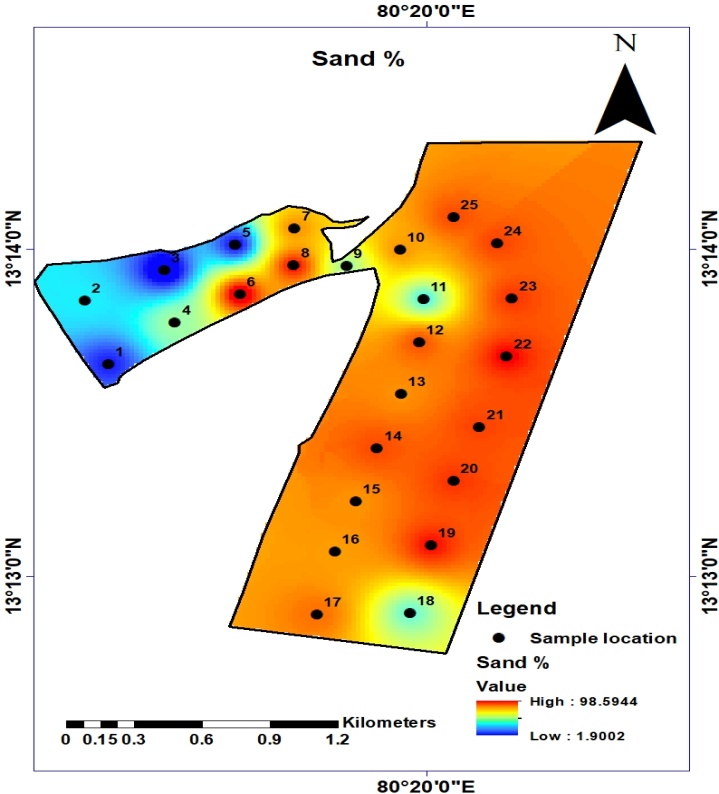 80°20'0"E
Sand %
N
25
24
7
5
10
13°14'0"N
13°14'0"N
3
8
9
2
6
11
23
4
12
1
22
13
21
14
20
15
19
16
13°13'0"N
13°13'0"N
17
18
Legend
Sample location
Sand %
Value
High : 98.5944
Low : 1.9002
Kilometers
0 0.15 0.3 0.6 0.9 1.2
80°20'0"E